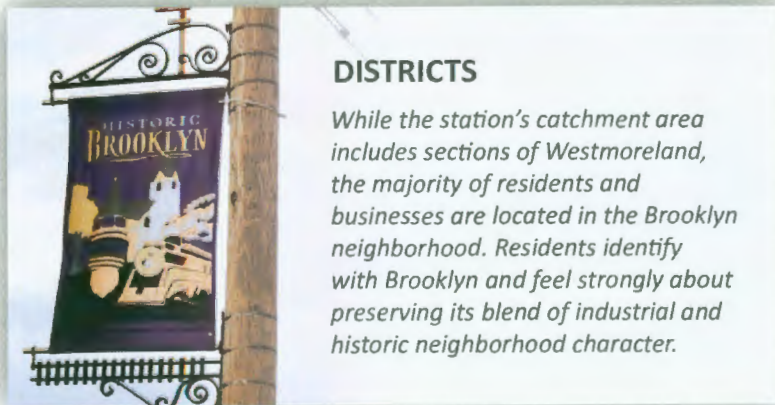 HISTORIC
BROOKLYN
DISTRICTS
While the station's catchment area
includes sections of Westmoreland,
the majority of residents and
businesses are located in the Brooklyn
neighborhood. Residents identify
with Brooklyn and feel strongly about
preserving its blend of industrial and
historic neighborhood character.